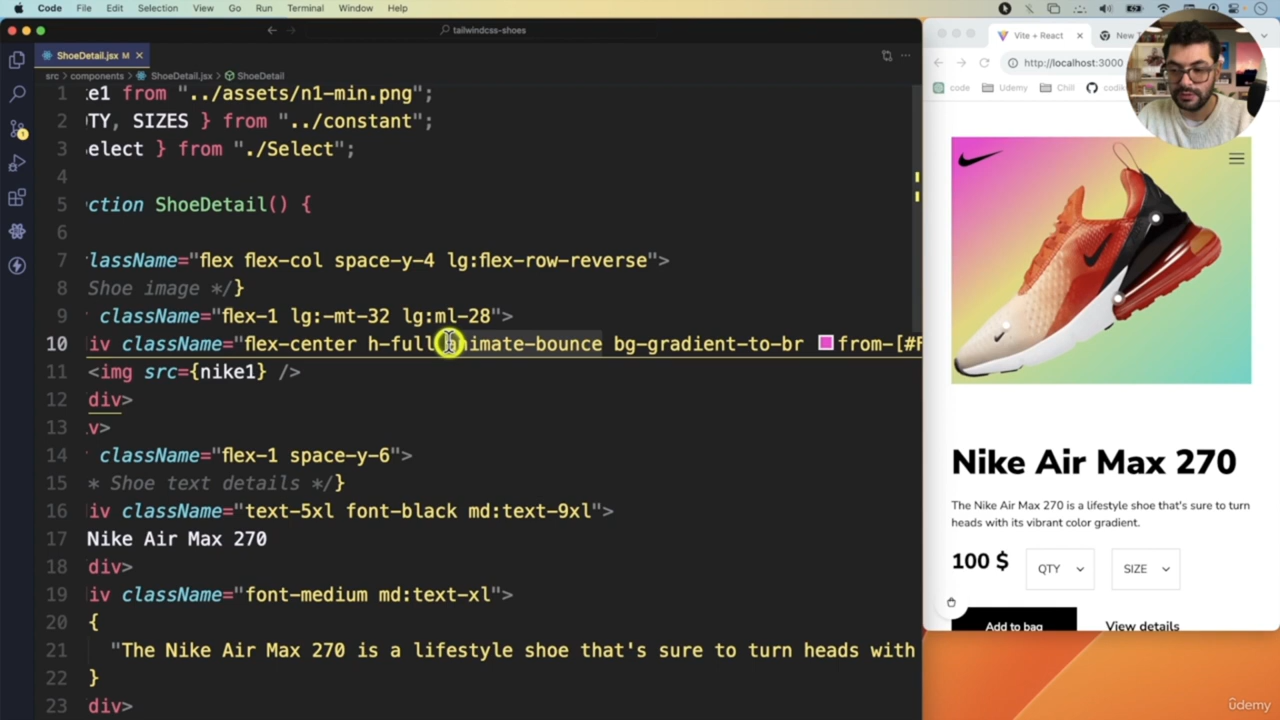 Code File Edit Selection View Go Run Terminal Window Help
tailwindcss-shoes
ShoeDetail.jsx M
src > components > ShoeDetail.jsx > ShoeDetail
1 ke1 from "../assets/n1-min.png";
2 TY, SIZES } from "../constant";
3 elect } from "./Select";
4
5 ction ShoeDetail() {
6
7 lassName="flex flex-col space-y-4 lg:flex-row-reverse">
8 Shoe image */}
9 className="flex-1 lg:-mt-32 lg:ml-28">
10 iv className="flex-center h-full animate-bounce bg-gradient-to-br from-[#F
11 <img src={nike1} />
12 div>
13 v>
14 className="flex-1 space-y-6">
15 * Shoe text details */}
16 iv className="text-5xl font-black md:text-9xl">
17 Nike Air Max 270
18 div>
19 iv className="font-medium md:text-xl">
20 {
21 "The Nike Air Max 270 is a lifestyle shoe that's sure to turn heads with
22 }
23 div>
Vite + React
New T
http://localhost:3000
code Udemy Chill codik
Nike Air Max 270
The Nike Air Max 270 is a lifestyle shoe that's sure to turn
heads with its vibrant color gradient.
100 $ QTY SIZE
Add to bag View details
ûdemy